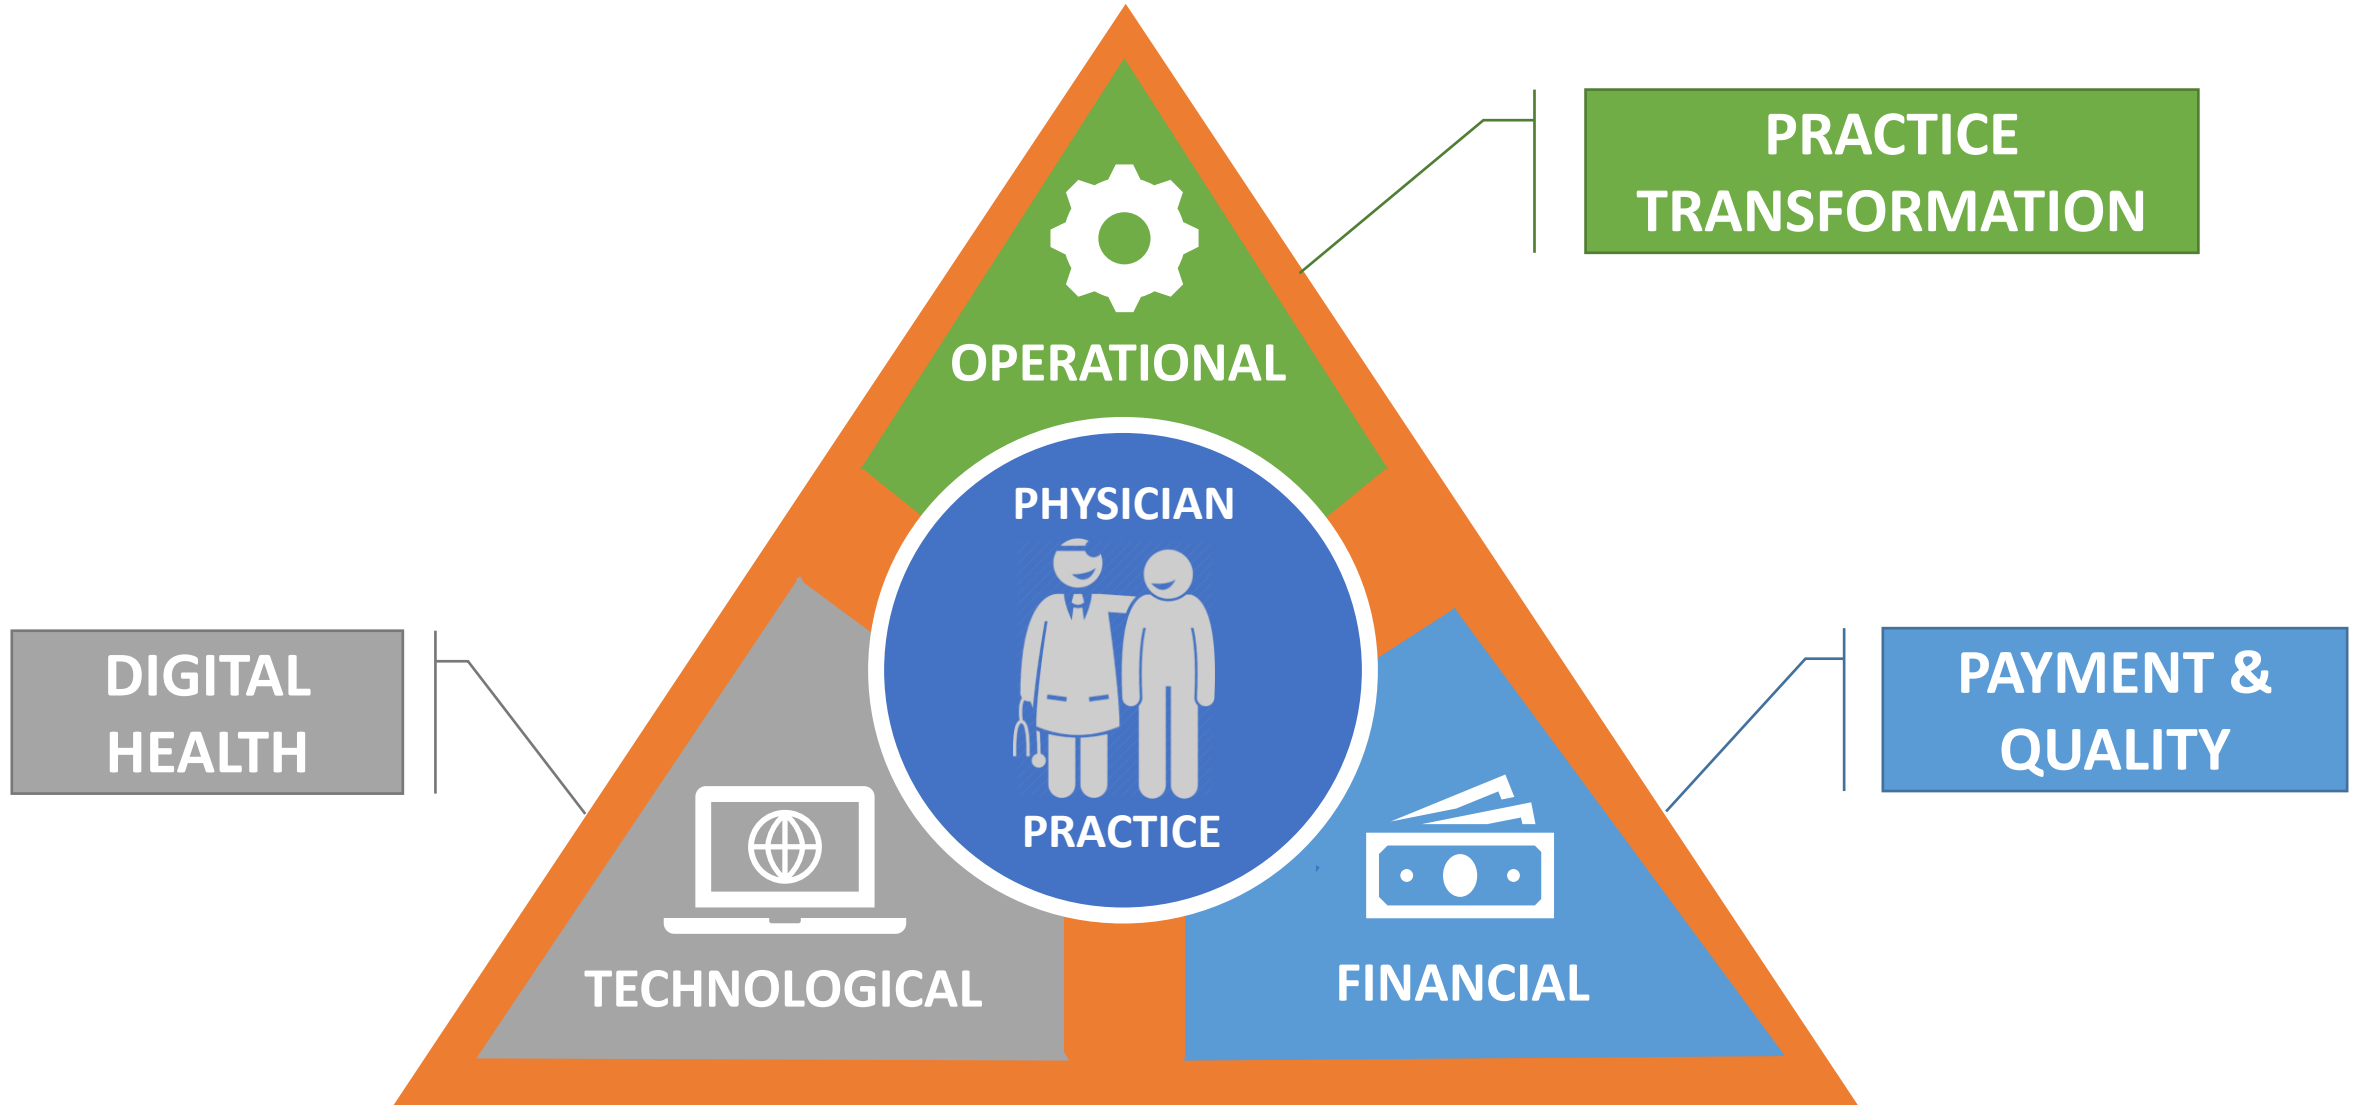 PRACTICE
TRANSFORMATION
OPERATIONAL
PHYSICIAN
PRACTICE
DIGITAL
HEALTH
TECHNOLOGICAL
PAYMENT &
QUALITY
FINANCIAL